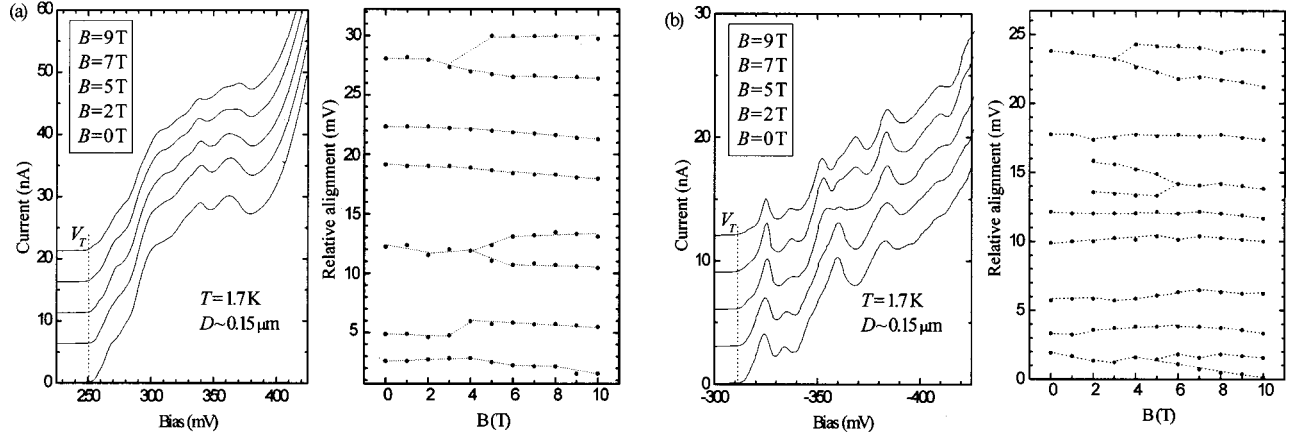 (a)
60
50
40
30
20
10
0
Current (nA)
B=9T
B=7T
B=5T
B=2T
B=0T
V_T
T=1.7K
D~0.15μm
250 300 350 400
Bias (mV)
30
25
20
15
10
5
Relative alignment (mV)
0 2 4 6 8 10
B (T)
(b)
30
20
10
0
Current (nA)
B=9T
B=7T
B=5T
B=2T
B=0T
V_T
T=1.7K
D~0.15μm
-300 -350 -400
Bias (mV)
25
20
15
10
5
0
Relative alignment (mV)
0 2 4 6 8 10
B (T)